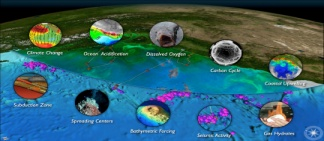 Climate Change
Ocean Acidification
Dissolved Oxygen
Carbon Cycle
Coastal Upwelling
Subduction Zone
Spreading Centers
Bathymetric Forcing
Seismic Activity
Gas Hydrates